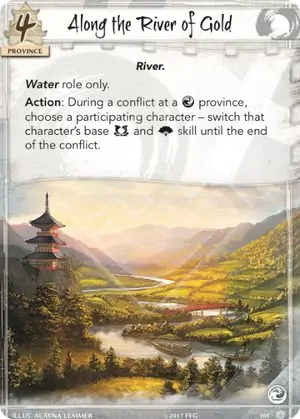 4
Along the River of Gold
PROVINCE
River.
Water role only.
Action: During a conflict at a province,
choose a participating character – switch that
character's base and skill until the end
of the conflict.
ILLUS: ALAYNA LEMMER
©2017 FFG
101